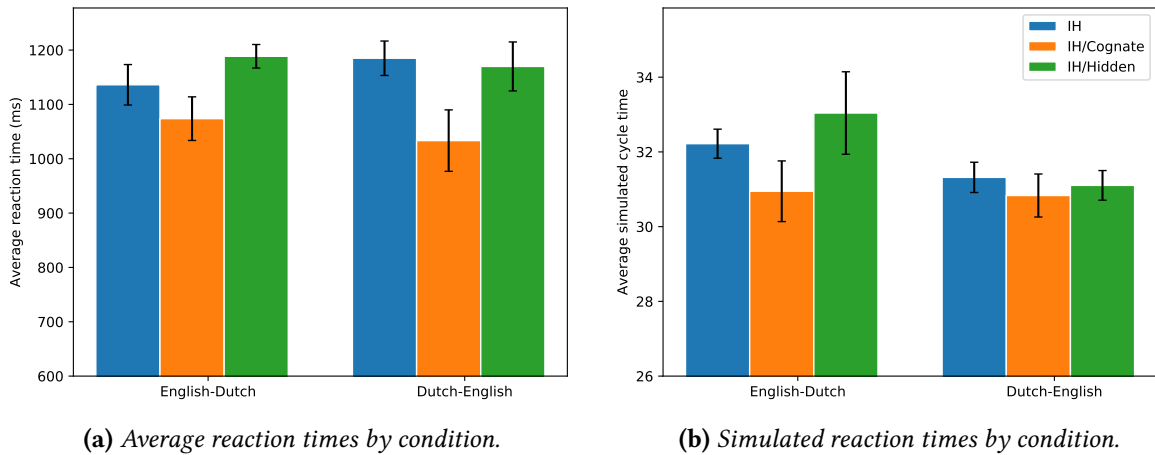 1200
1100
1000
900
800
700
600
Average reaction time (ms)
English-Dutch
Dutch-English
(a) Average reaction times by condition.
34
32
30
28
26
Average simulated cycle time
IH
IH/Cognate
IH/Hidden
English-Dutch
Dutch-English
(b) Simulated reaction times by condition.